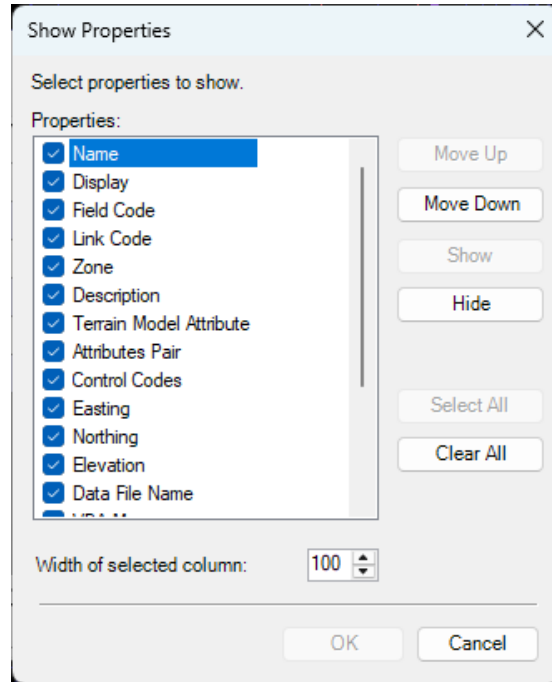 Show Properties
Select properties to show.
Properties:
Name
Display
Field Code
Link Code
Zone
Description
Terrain Model Attribute
Attributes Pair
Control Codes
Easting
Northing
Elevation
Data File Name
Move Up
Move Down
Show
Hide
Select All
Clear All
Width of selected column: 100
OK Cancel